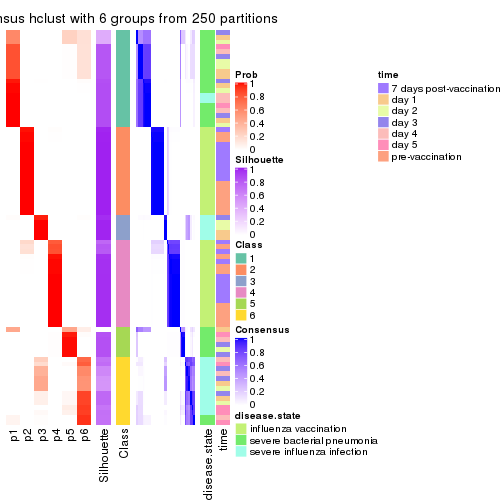 nsus hclust with 6 groups from 250 partitions
Prob
1
0.8
0.6
0.4
0.2
0
Silhouette
1
0.8
0.6
0.4
0.2
0
Class
1
2
3
4
5
6
Consensus
1
0.8
0.6
0.4
0.2
0
disease.state
influenza vaccination
severe bacterial pneumonia
severe influenza infection
time
7 days post-vaccination
day 1
day 2
day 3
day 4
day 5
pre-vaccination
p1
p2
p3
p4
p5
p6
Silhouette
Class
disease.state
time